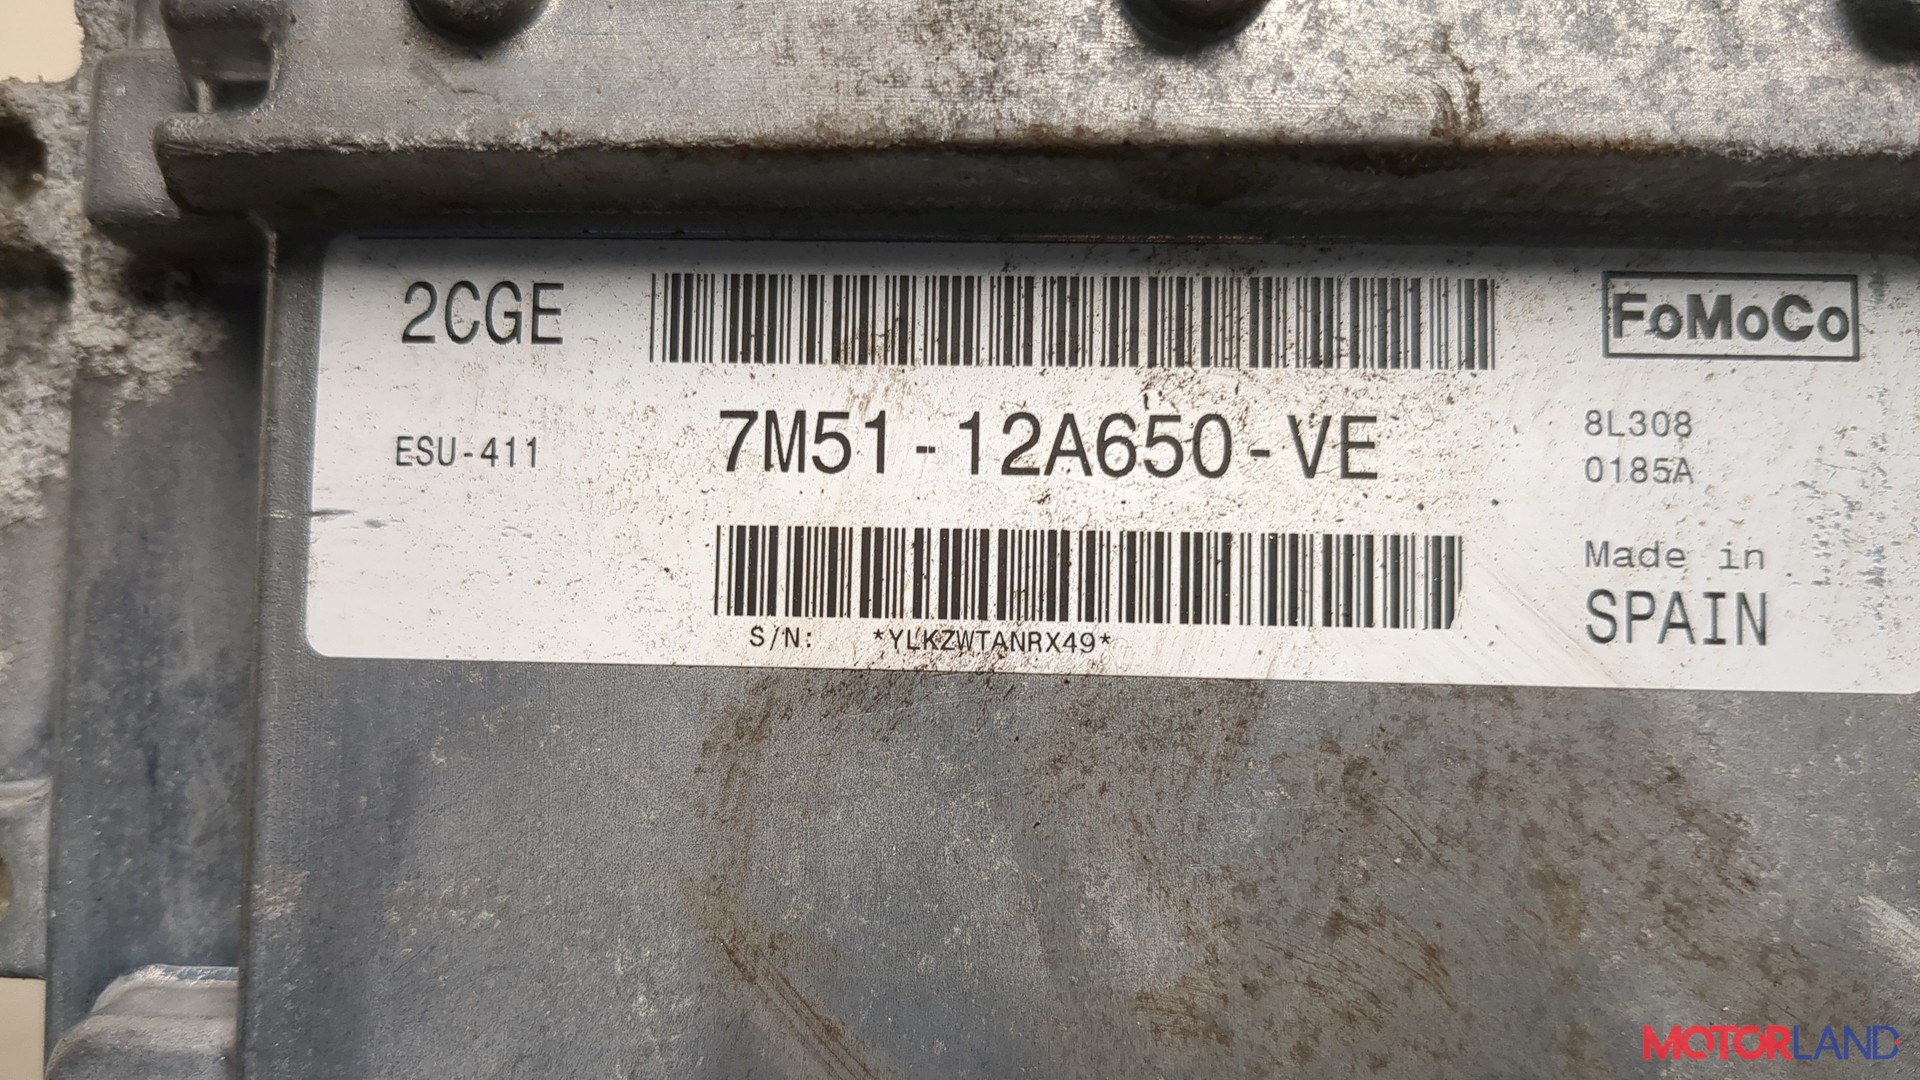 2CGE
FoMoCo
ESU-411
7M51-12A650-VE
8L308
0185A
Made in
SPAIN
S/N: *YLKZWTANRX49*
MOTORLAND